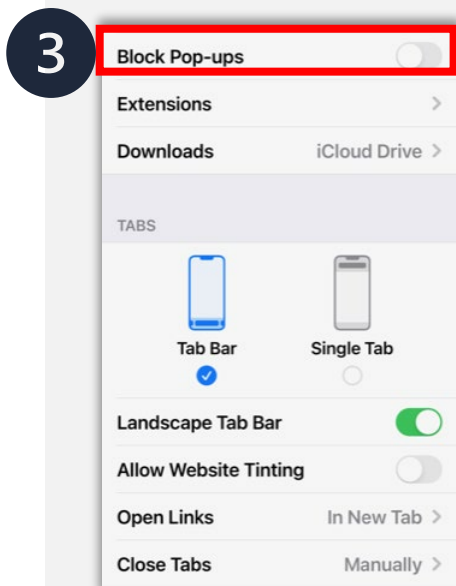 3
Block Pop-ups
Extensions
Downloads iCloud Drive
TABS
Tab Bar Single Tab
Landscape Tab Bar
Allow Website Tinting
Open Links In New Tab
Close Tabs Manually